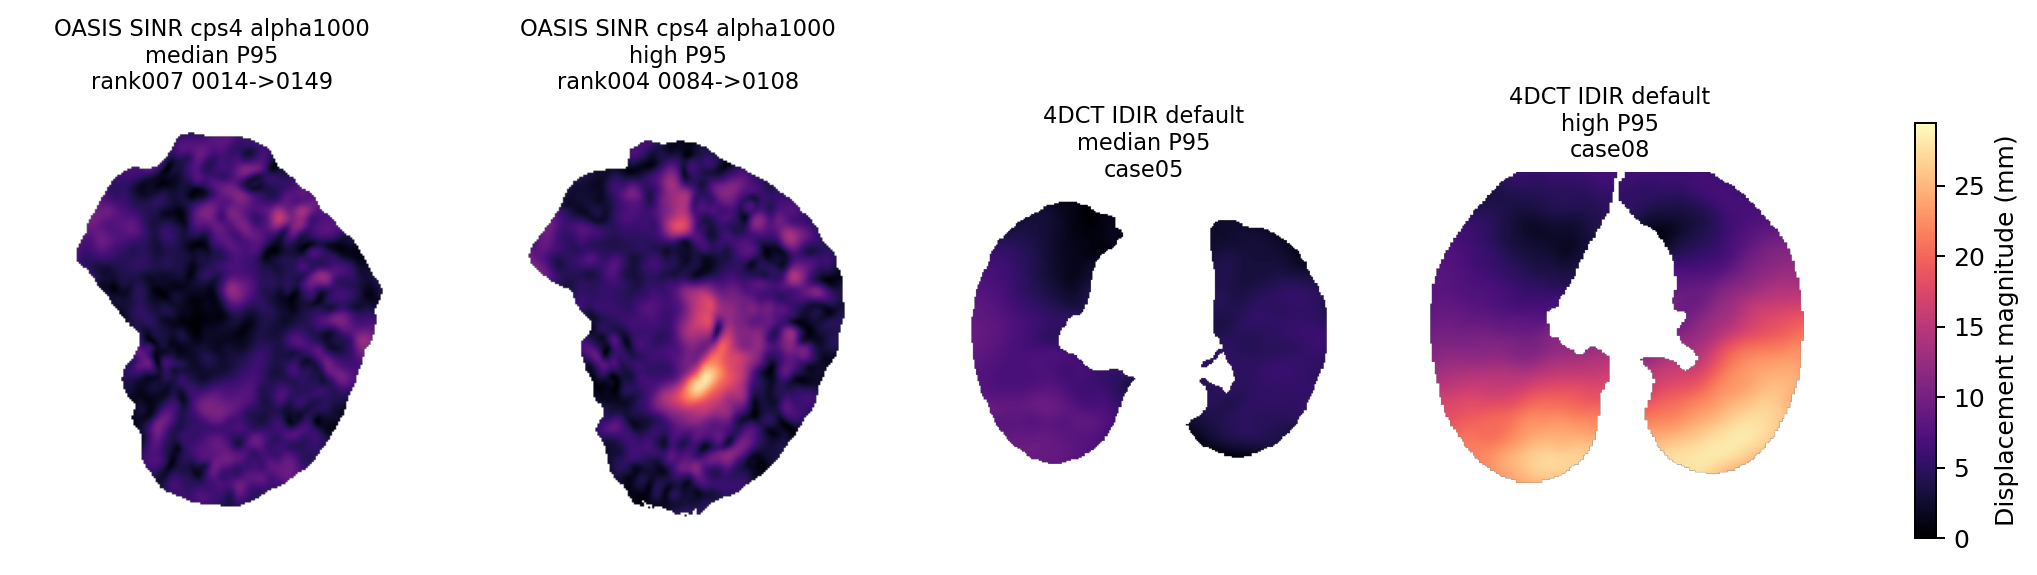 OASIS SINR cps4 alpha1000
median P95
rank007 0014->0149
OASIS SINR cps4 alpha1000
high P95
rank004 0084->0108
4DCT IDIR default
median P95
case05
4DCT IDIR default
high P95
case08
25
20
15
10
5
0
Displacement magnitude (mm)